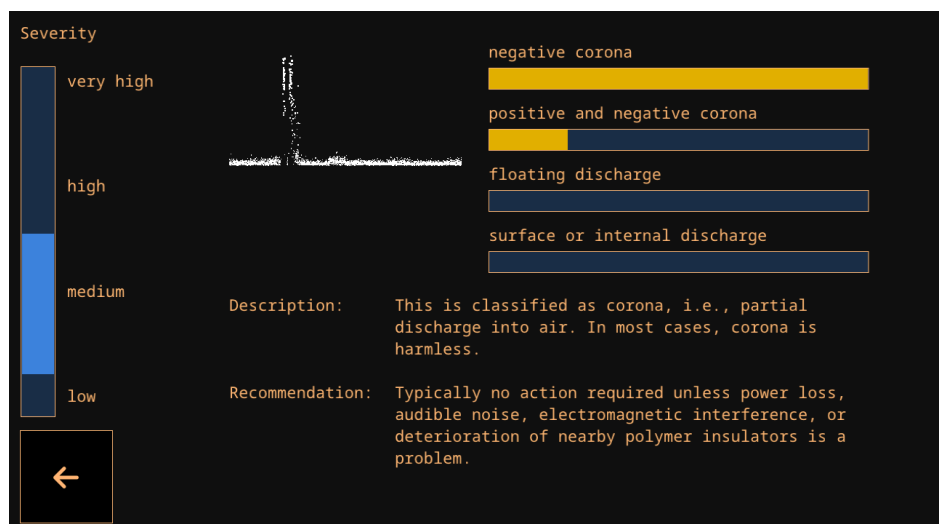 Severity
very high
high
medium
low
negative corona
positive and negative corona
floating discharge
surface or internal discharge
Description:
This is classified as corona, i.e., partial
discharge into air. In most cases, corona is
harmless.
Recommendation:
Typically no action required unless power loss,
audible noise, electromagnetic interference, or
deterioration of nearby polymer insulators is a
problem.